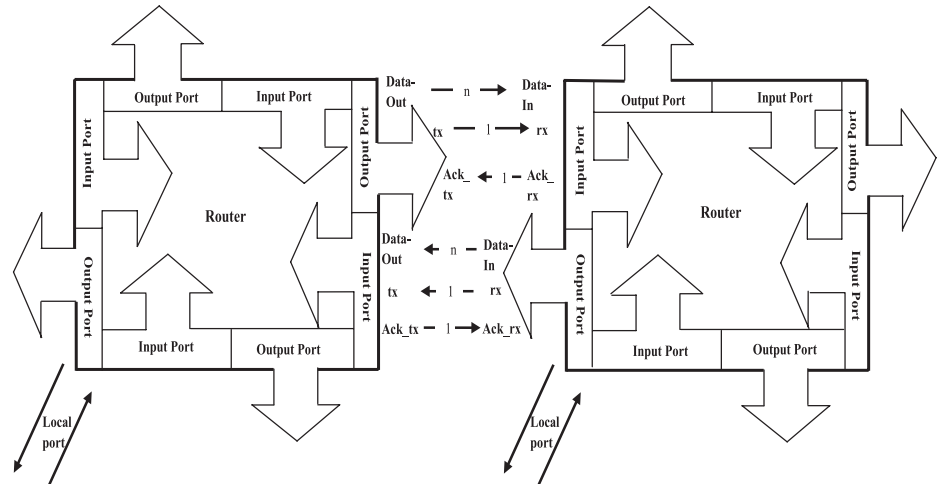 Output Port
Input Port
Input Port
Output Port
Router
Output Port
Input Port
Input Port
Output Port
Local
port
Data-
Out
n
Data-
In
tx
1
rx
Ack_
tx
1
Ack_
rx
Data-
Out
n
Data-
In
tx
1
rx
Ack_tx
1
Ack_rx
Output Port
Input Port
Input Port
Output Port
Router
Output Port
Input Port
Input Port
Output Port
Local
port